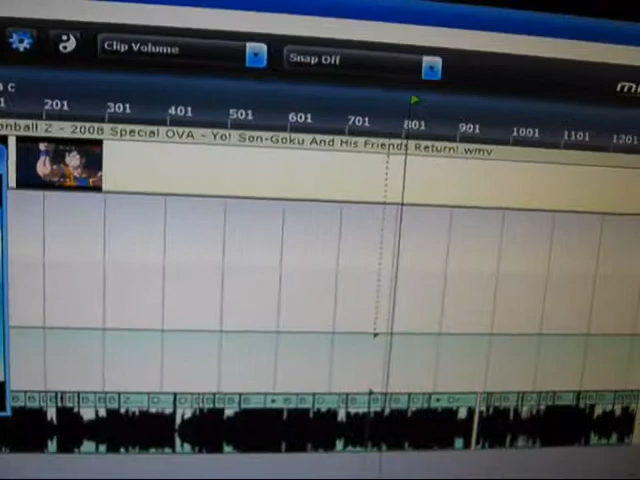 Clip Volume
Snap Off
201 301 401 501 601 701 801 901 1001 1101 1201
onball Z - 2008 Special OVA - Yo! Son-Goku And His Friends Return!.wmv